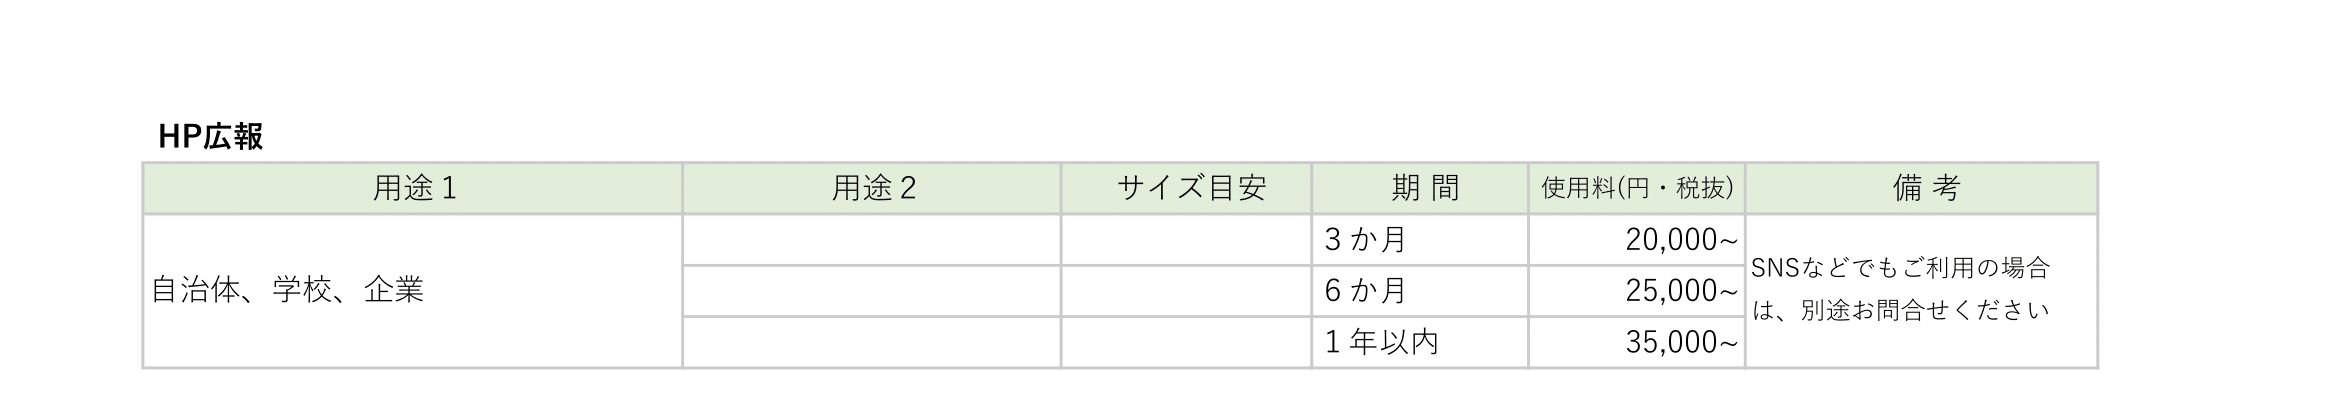 HP広報
用途1 用途2 サイズ目安 期 間 使用料(円・税抜) 備 考
自治体、学校、企業
3か月 20,000~
6か月 25,000~
1年以内 35,000~
SNSなどでもご利用の場合
は、別途お問合せください